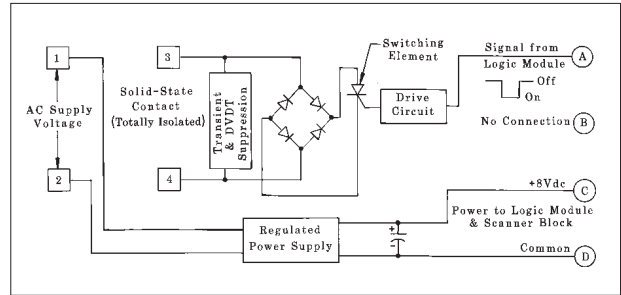 1
AC Supply
Voltage
2
3
Solid-State
Contact
(Totally Isolated)
4
Transient
& DVDT
Suppression
Switching
Element
Drive
Circuit
Signal from
Logic Module
Off
On
A
No Connection
B
+8Vdc
C
Power to Logic Module
& Scanner Block
Common
D
Regulated
Power Supply
+
-